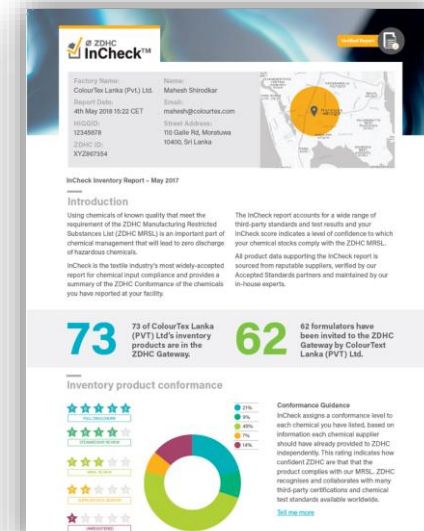 Ø ZDHC
InCheck™
Verified Report
Factory Name:
ColourTex Lanka (Pvt.) Ltd.
Report Date:
4th May 2018 15:22 CET
HIGGID:
12345678
ZDHC ID:
XYZ867354
Name:
Mahesh Shirodkar
Email:
mahesh@colourtex.com
Street Address:
110 Galle Rd, Moratuwa
10400, Sri Lanka
InCheck Inventory Report – May 2017
Introduction
Using chemicals of known quality that meet the
requirement of the ZDHC Manufacturing Restricted
Substances List (ZDHC MRSL) is an important part of
chemical management that will lead to zero discharge
of hazardous chemicals.
InCheck is the textile industry's most widely-accepted
report for chemical input compliance and provides a
summary of the ZDHC Conformance of the chemicals
you have reported at your facility.
The InCheck report accounts for a wide range of
third-party standards and test results and your
InCheck score indicates a level of confidence to which
your chemical stocks comply with the ZDHC MRSL.
All product data supporting the InCheck report is
sourced from reputable suppliers, verified by our
Accepted Standards partners and maintained by our
in-house experts.
73
73 of ColourTex Lanka
(PVT) Ltd's inventory
products are in the
ZDHC Gateway.
62
62 formulators have
been invited to the ZDHC
Gateway by ColourText
Lanka (PVT) Ltd.
Inventory product conformance
FULL DISCLOSURE
STEWARDSHIP REVIEW
UNREGISTERED
21%
9%
49%
7%
14%
Conformance Guidance
InCheck assigns a conformance level to
each chemical you have listed, based on
information each chemical supplier
should have already provided to ZDHC
independently. This rating indicates how
confident ZDHC are that that the
product complies with our MRSL. ZDHC
recognises and collaborates with many
third-party certifications and chemical
test standards available worldwide.
Tell me more